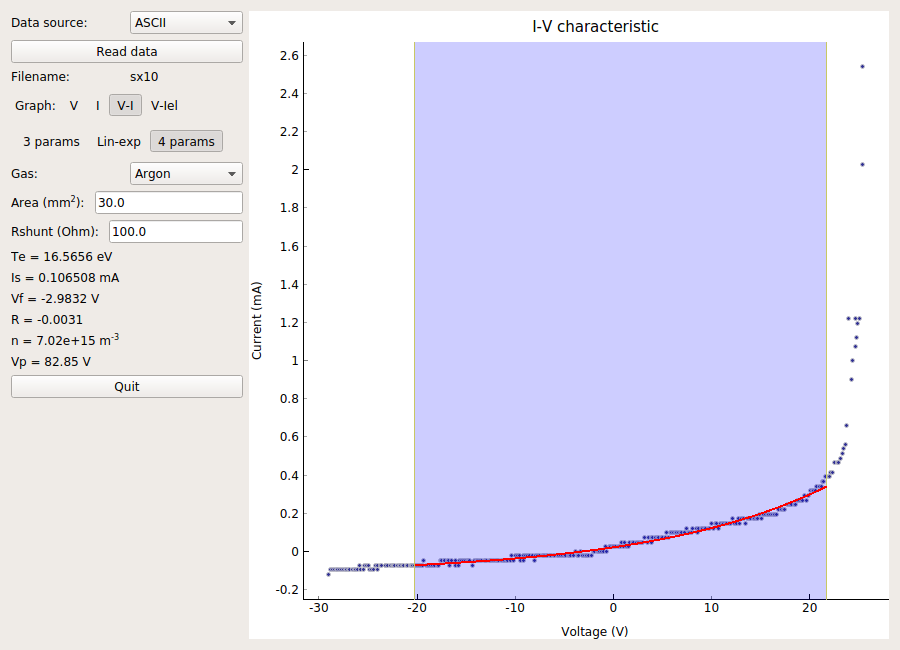 Data source: ASCII
Read data
Filename: sx10
Graph: V I V-I V-Iel
3 params Lin-exp 4 params
Gas: Argon
Area (mm²): 30.0
Rshunt (Ohm): 100.0
Te = 16.5656 eV
Is = 0.106508 mA
Vf = -2.9832 V
R = -0.0031
n = 7.02e+15 m⁻³
Vp = 82.85 V
Quit
I-V characteristic
Current (mA)
2.6
2.4
2.2
2
1.8
1.6
1.4
1.2
1
0.8
0.6
0.4
0.2
0
-0.2
-30 -20 -10 0 10 20
Voltage (V)